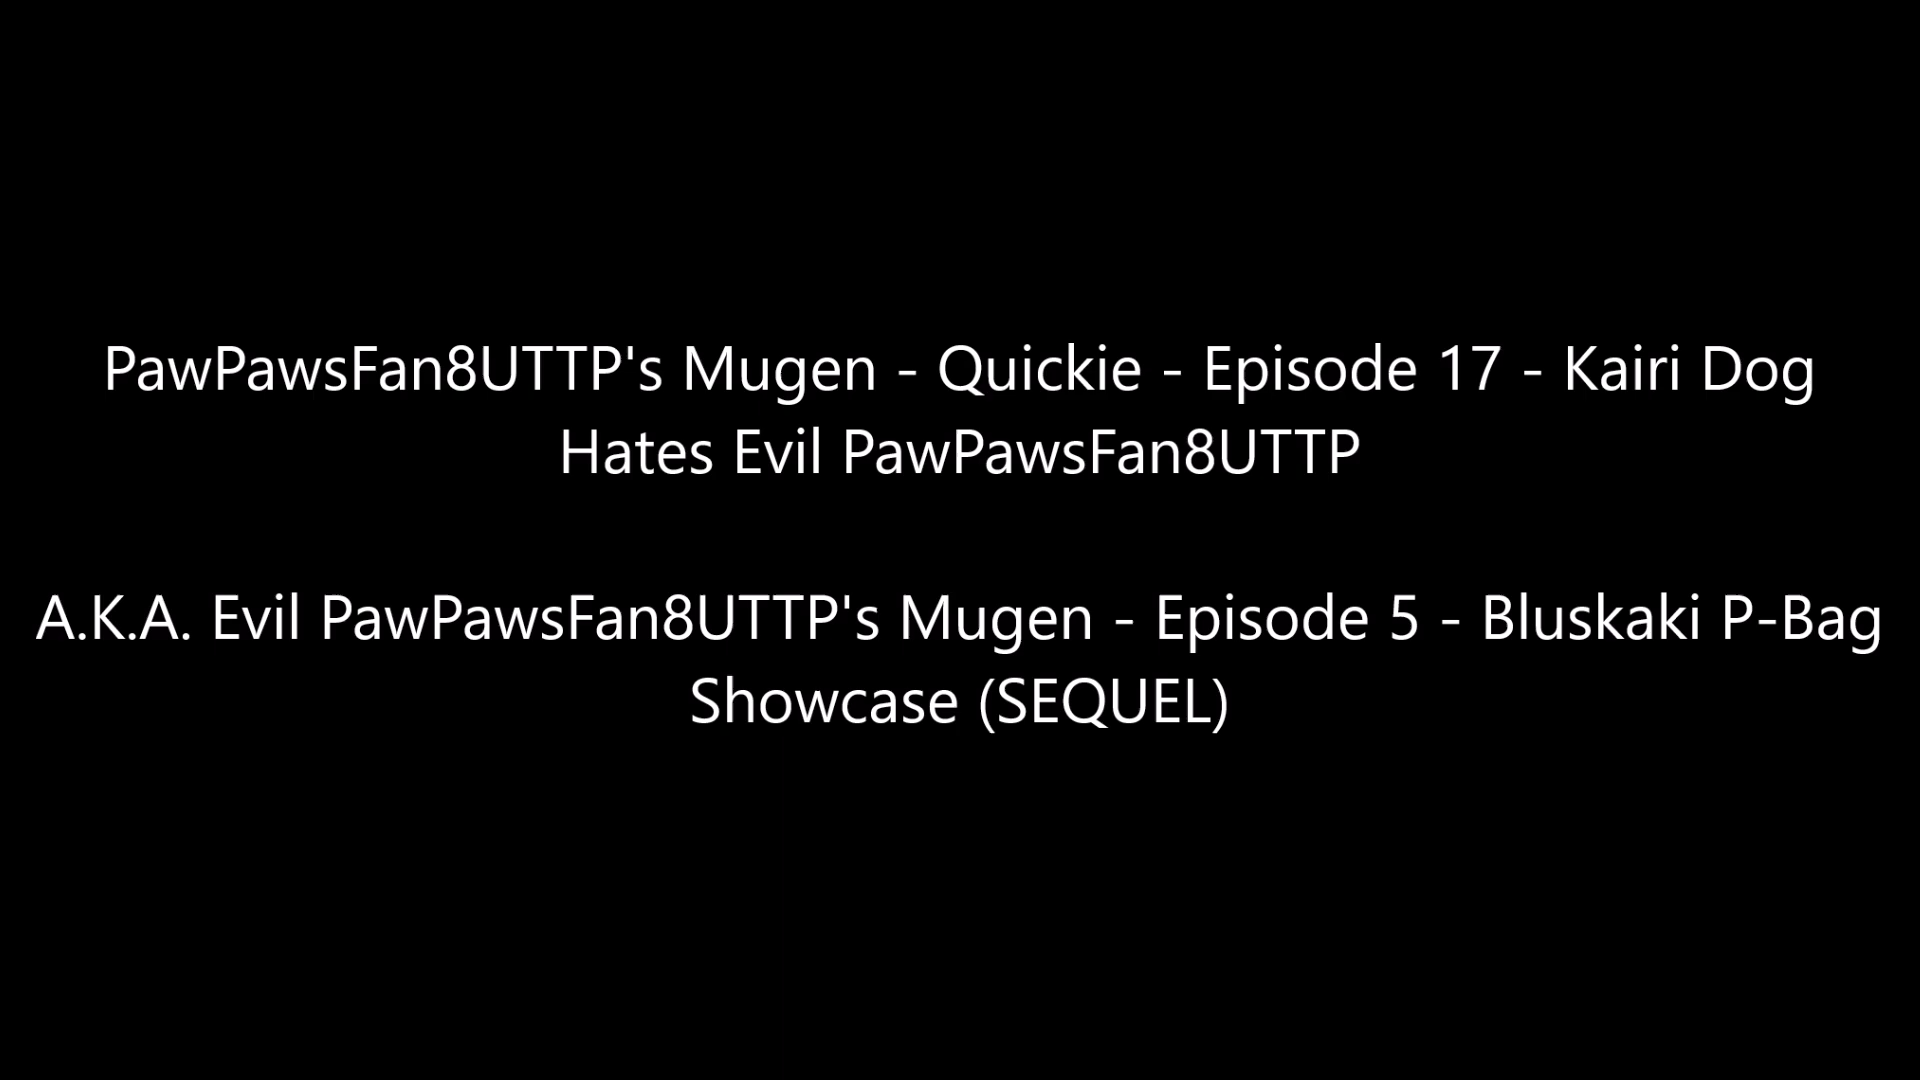 PawPawsFan8UTTP's Mugen - Quickie - Episode 17 - Kairi Dog
Hates Evil PawPawsFan8UTTP
A.K.A. Evil PawPawsFan8UTTP's Mugen - Episode 5 - Bluskaki P-Bag
Showcase (SEQUEL)